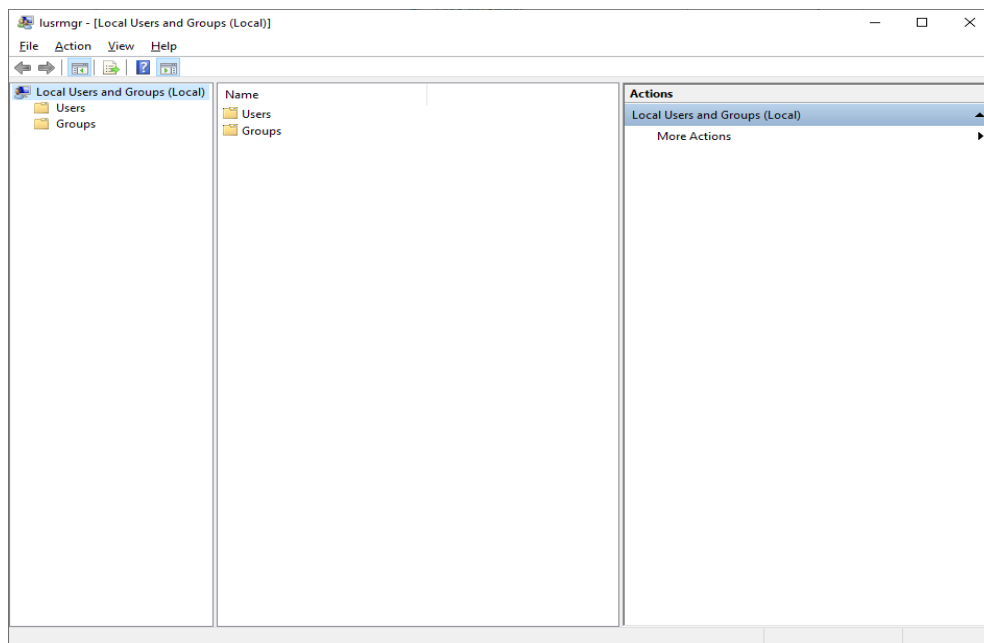 lusrmgr - [Local Users and Groups (Local)]
File Action View Help
Local Users and Groups (Local)
Users
Groups
Name
Users
Groups
Actions
Local Users and Groups (Local)
More Actions